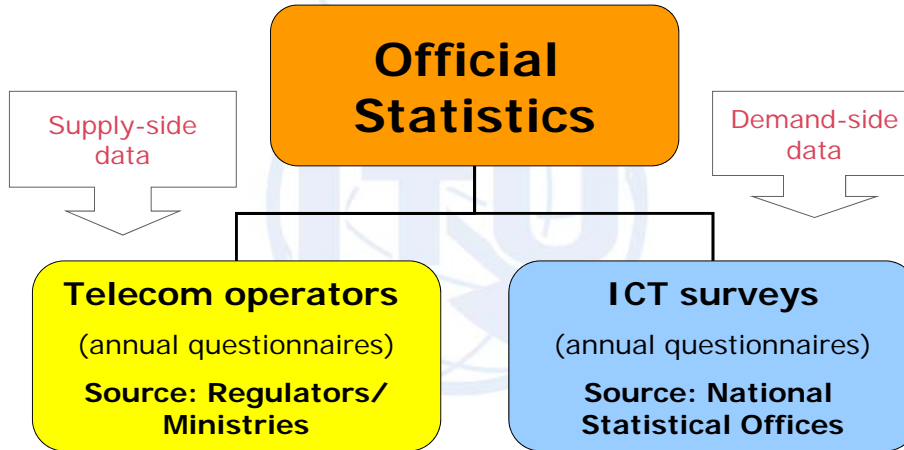 Official
Statistics
Supply-side
data
Demand-side
data
ITU
Telecom operators
(annual questionnaires)
Source: Regulators/
Ministries
ICT surveys
(annual questionnaires)
Source: National
Statistical Offices